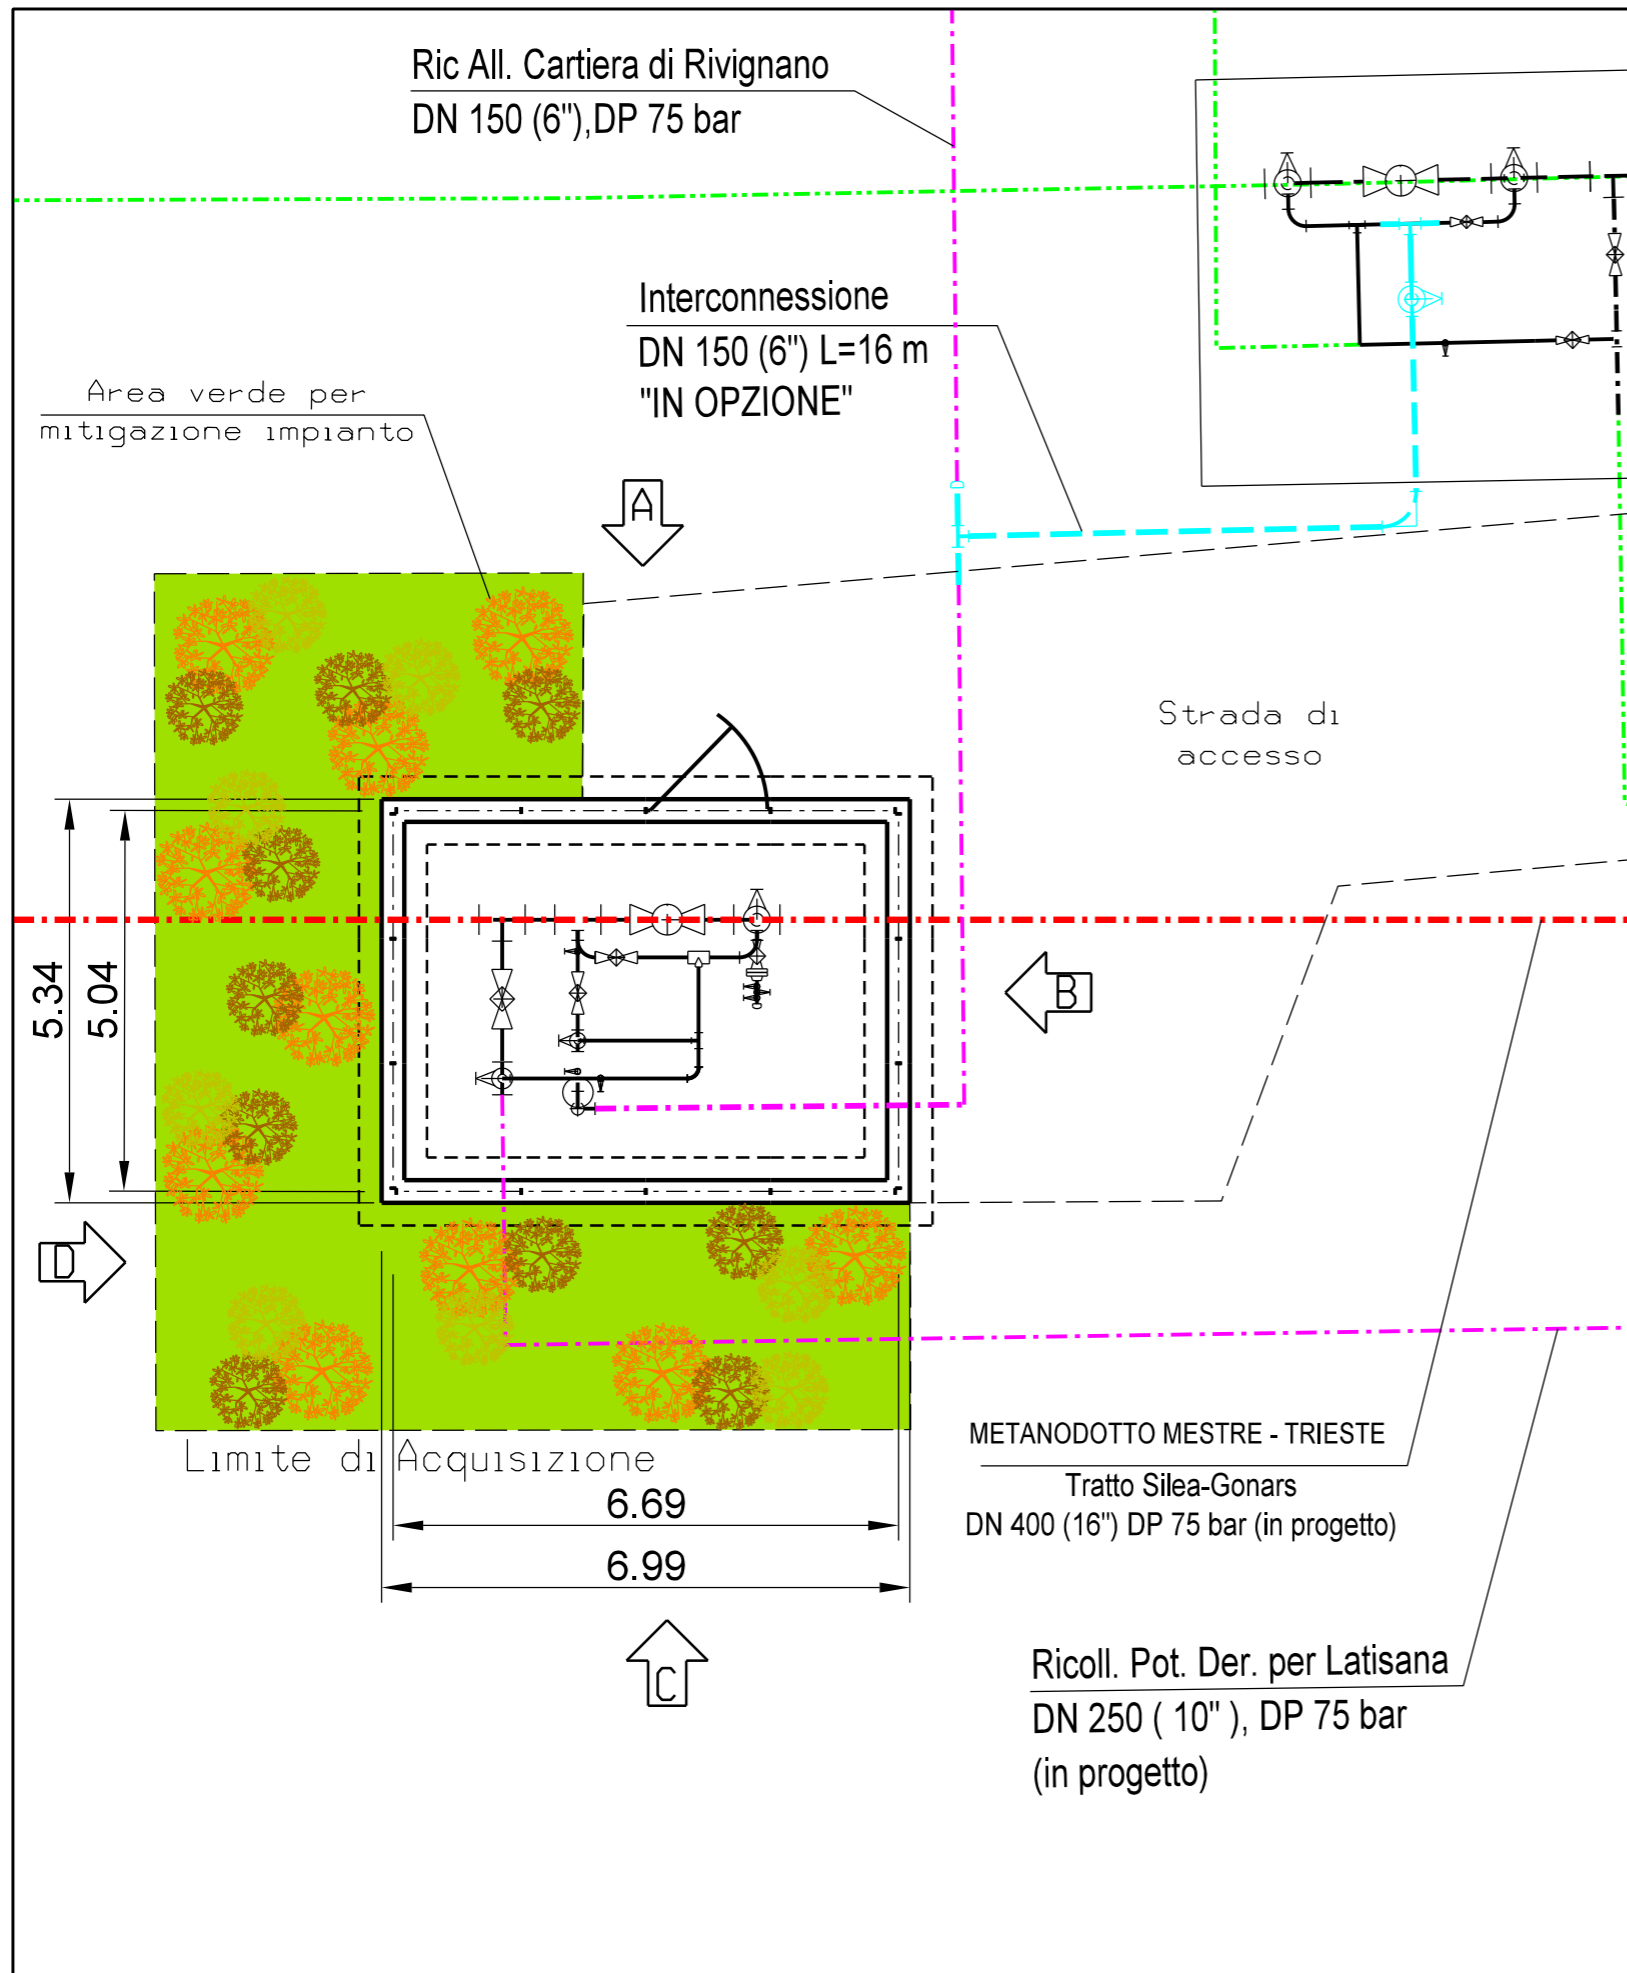 Ric All. Cartiera di Rivignano
DN 150 (6"),DP 75 bar
Interconnessione
DN 150 (6") L=16 m
"IN OPZIONE"
Area verde per
mitigazione impianto
A
Strada di
accesso
5.34
5.04
B
D
Limite di Acquisizione
6.69
6.99
C
METANODOTTO MESTRE - TRIESTE
Tratto Silea-Gonars
DN 400 (16") DP 75 bar (in progetto)
Ricoll. Pot. Der. per Latisana
DN 250 ( 10" ), DP 75 bar
(in progetto)